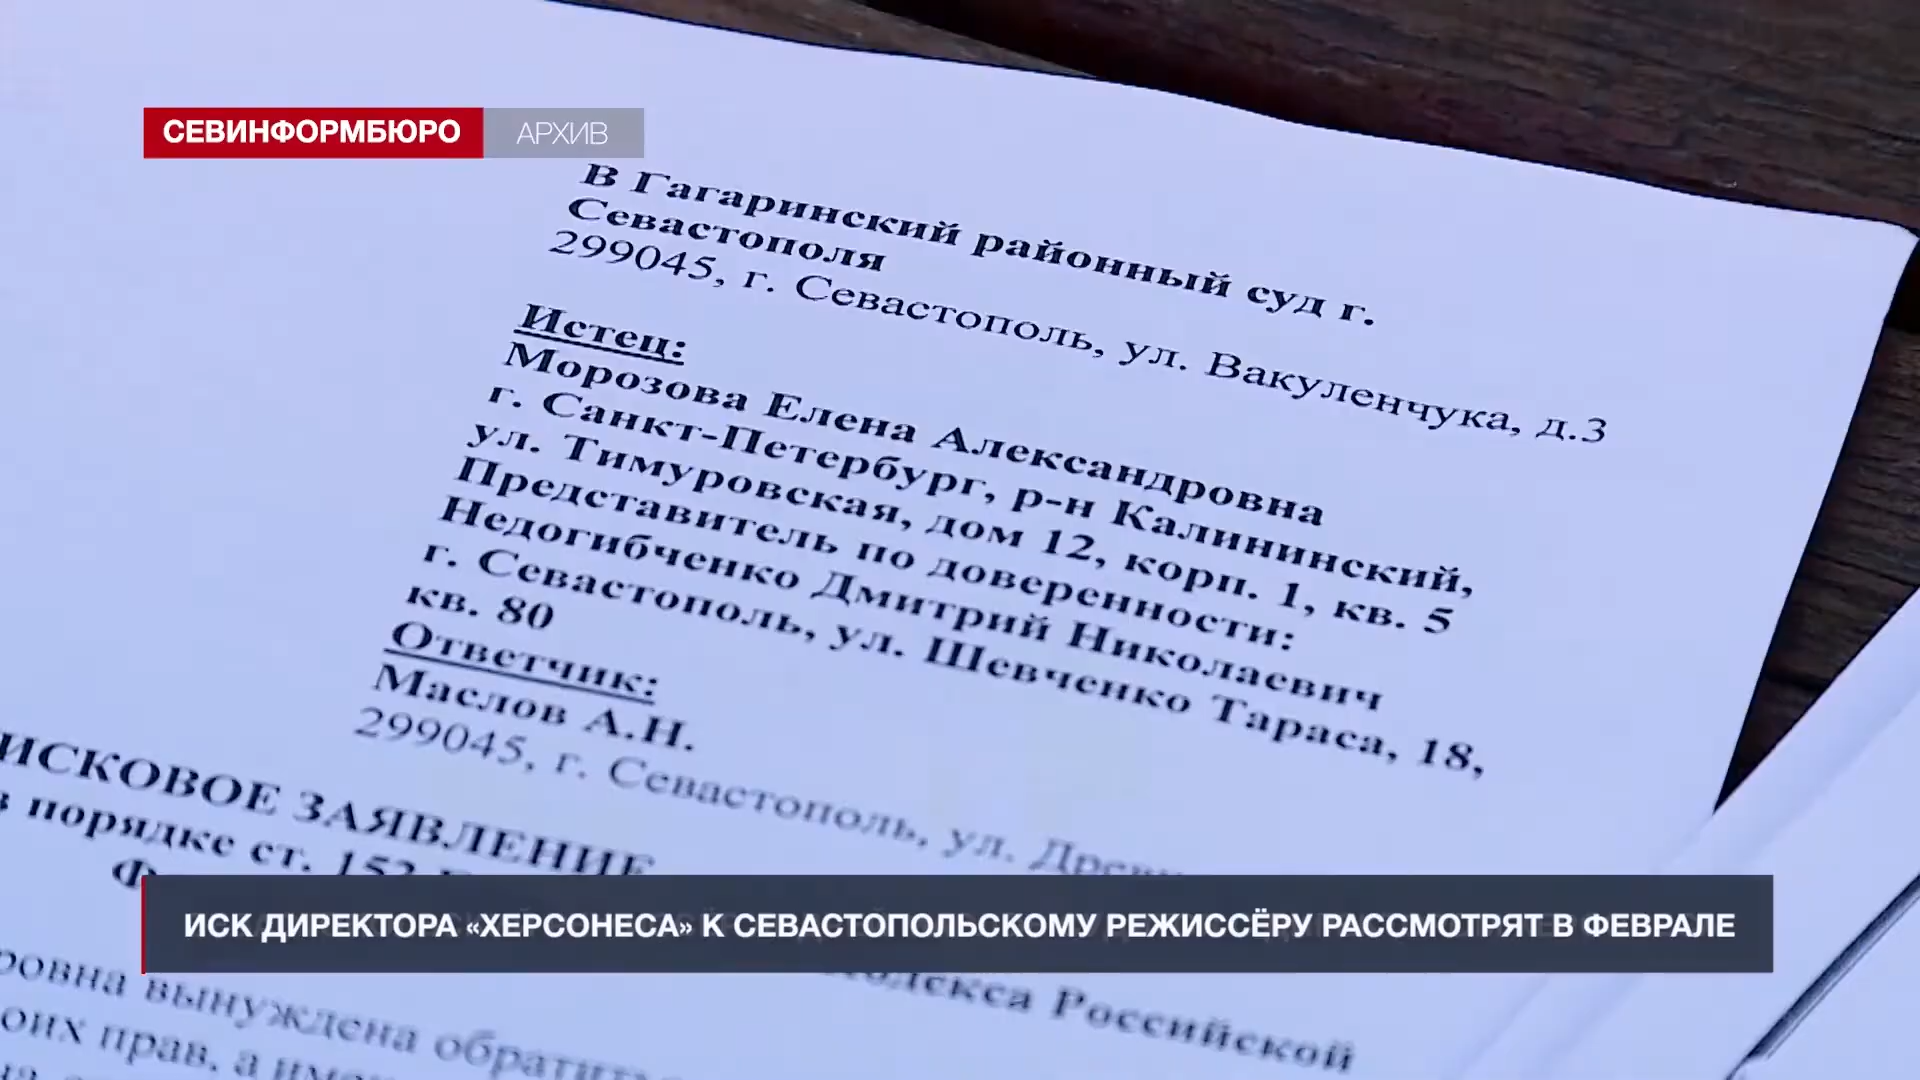 СЕВИНФОРМБЮРО АРХИВ
В Гагаринский районный суд г.
Севастополя
299045, г. Севастополь, ул. Вакуленчука, д.3
Истец:
Морозова Елена Александровна
г. Санкт-Петербург, р-н Калининский,
ул. Тимуровская, дом 12, корп. 1, кв. 5
Представитель по доверенности:
Недогибченко Дмитрий Николаевич
г. Севастополь, ул. Шевченко Тараса, 18,
кв. 80
Ответчик:
Маслов А.Н.
299045, г. Севастополь, ул.
ИСКОВОЕ ЗАЯВЛЕНИЕ
в порядке ст. 152
ИСК ДИРЕКТОРА «ХЕРСОНЕСА» К СЕВАСТОПОЛЬСКОМУ РЕЖИССЁРУ РАССМОТРЯТ В ФЕВРАЛЕ
Кодекса Российской
вынуждена
прав, а